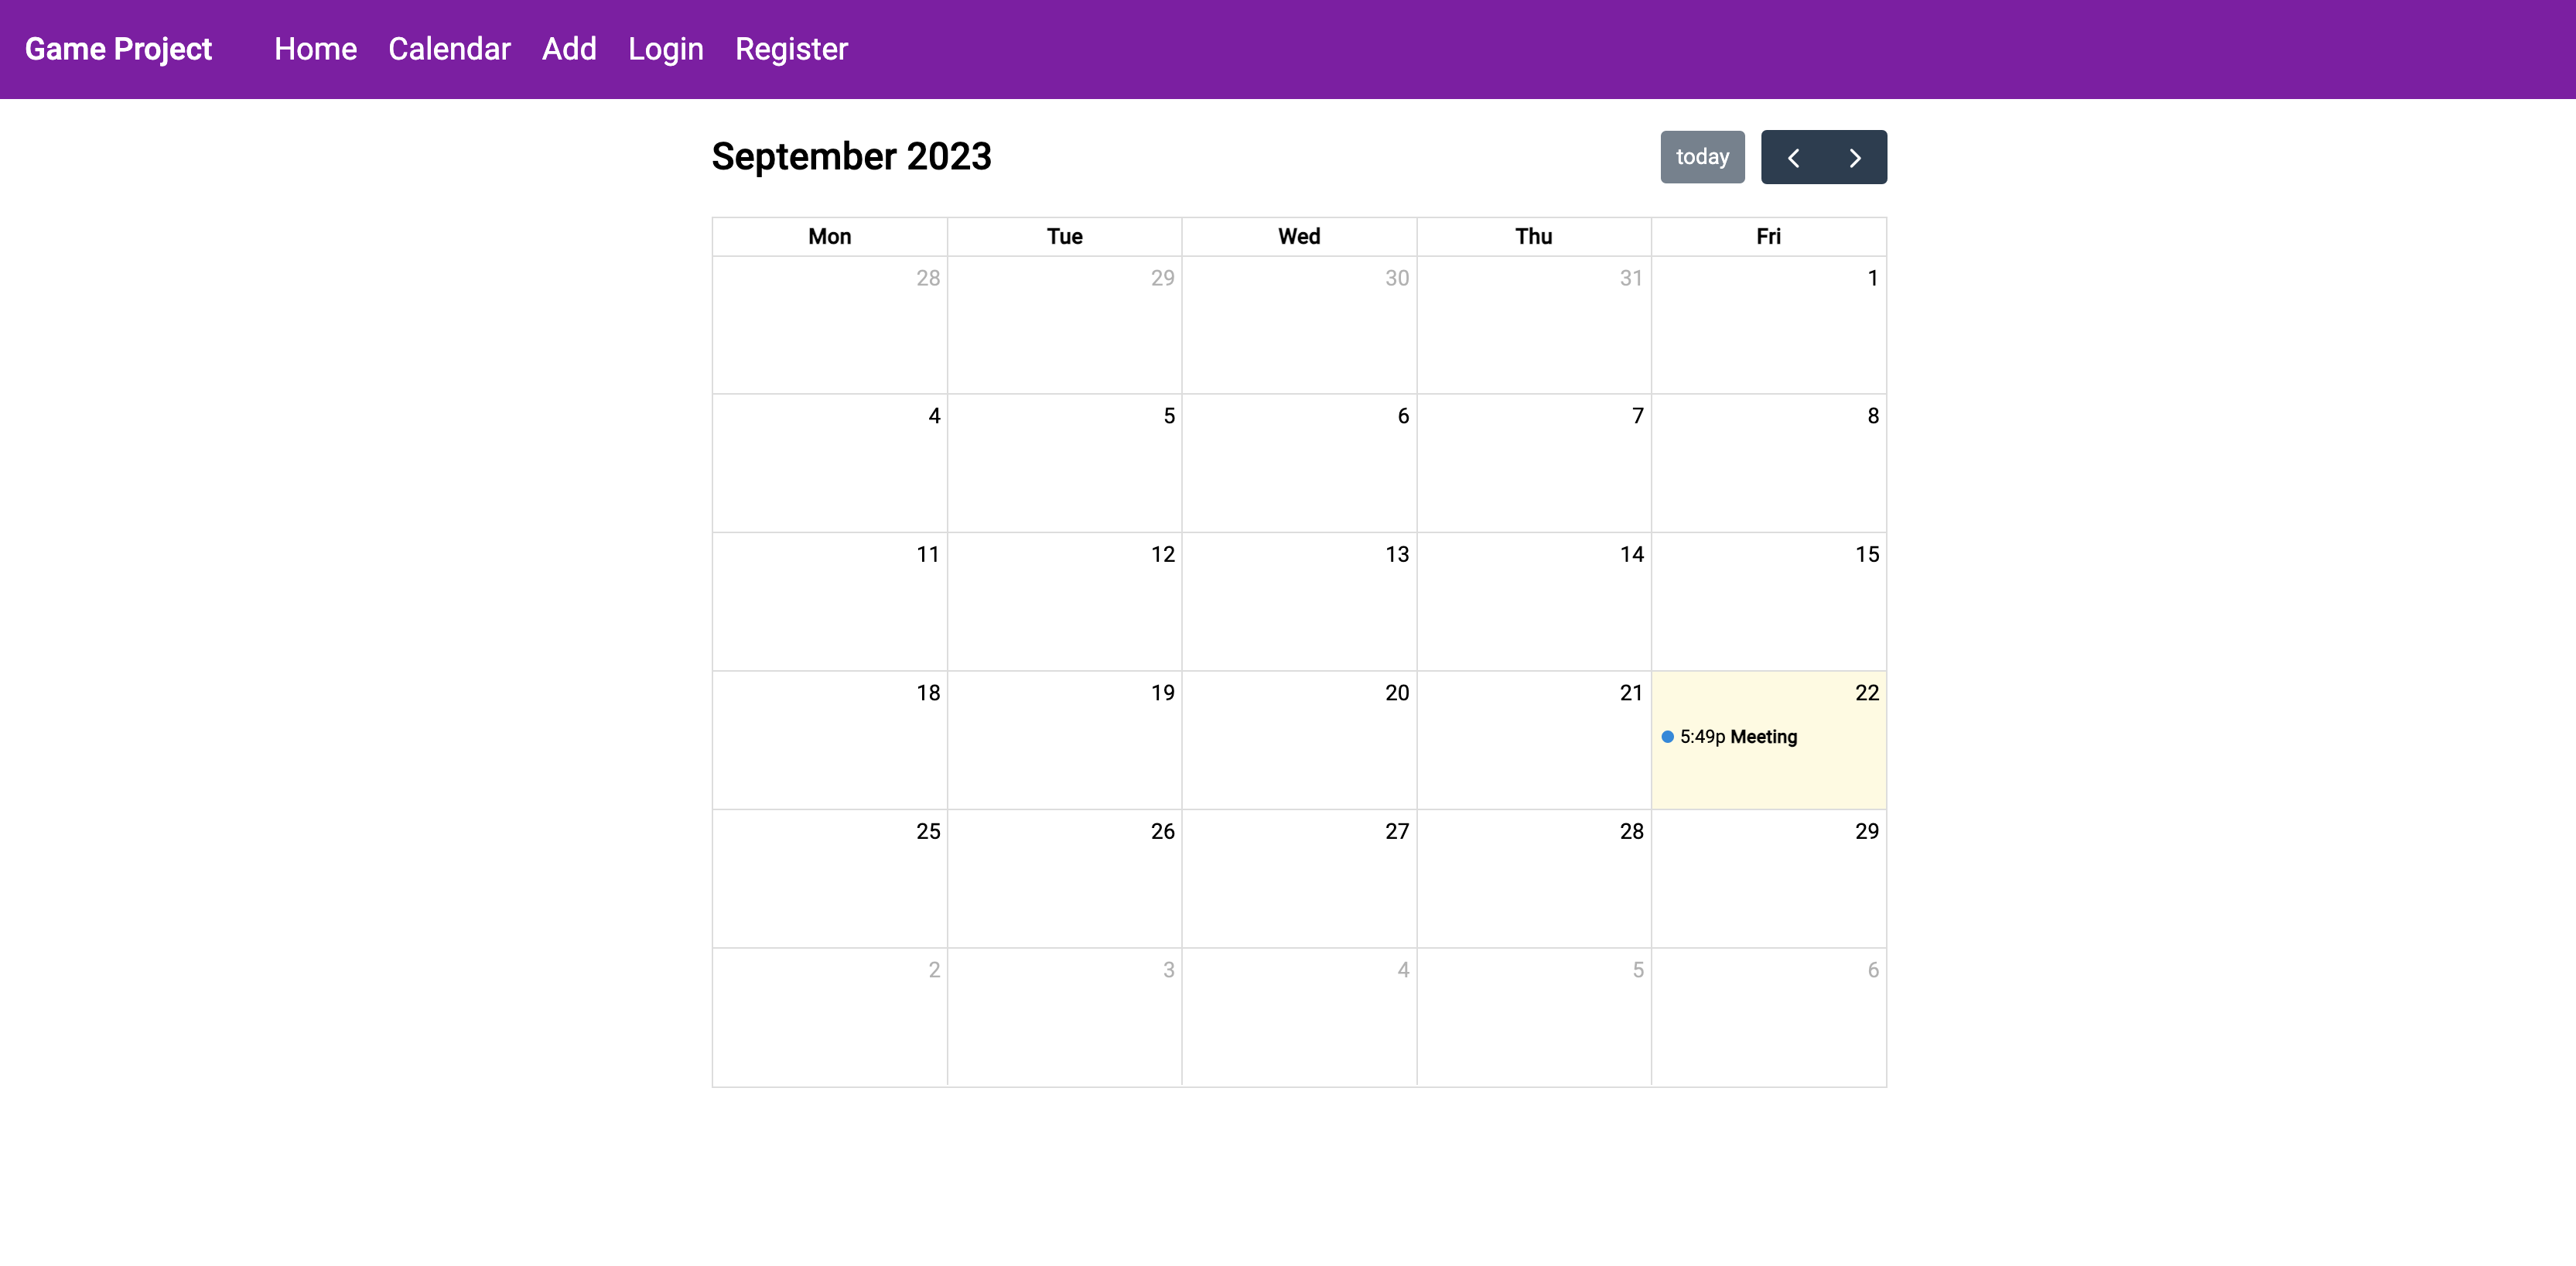 Game Project Home Calendar Add Login Register
September 2023 today
Mon Tue Wed Thu Fri
28 29 30 31 1
4 5 6 7 8
11 12 13 14 15
18 19 20 21 22
5:49p Meeting
25 26 27 28 29
2 3 4 5 6